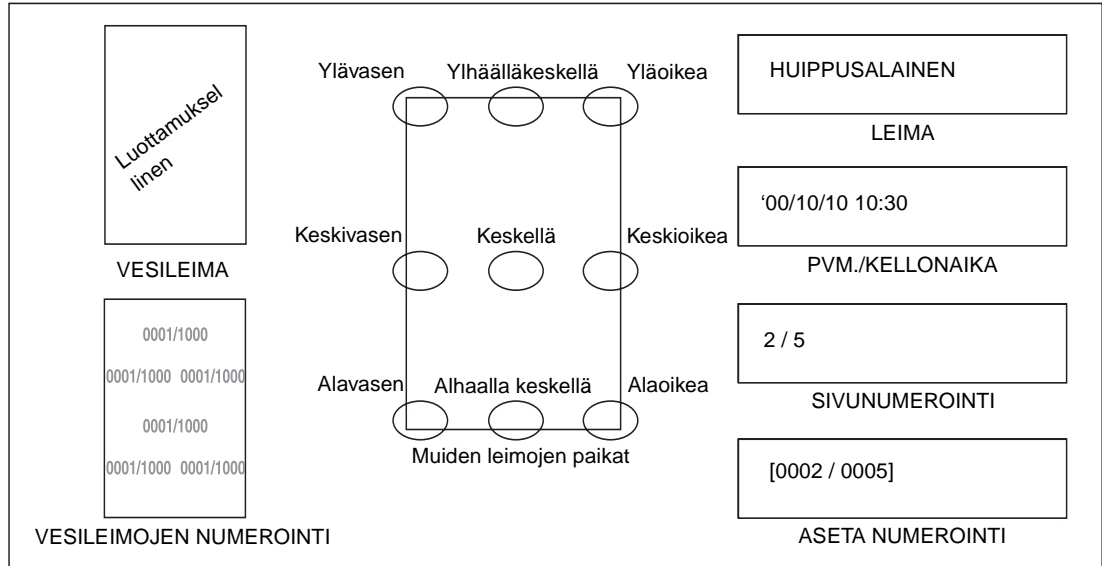 Luottamuksel
linen
VESILEIMA
0001/1000
0001/1000 0001/1000
0001/1000
0001/1000 0001/1000
VESILEIMOJEN NUMEROINTI
Ylävasen Ylhäälläkeskellä Yläoikea
Keskivasen Keskellä Keskioikea
Alavasen Alhaalla keskellä Alaoikea
Muiden leimojen paikat
HUIPPUSALAINEN
LEIMA
‘00/10/10 10:30
PVM./KELLONAIKA
2 / 5
SIVUNUMEROINTI
[0002 / 0005]
ASETA NUMEROINTI